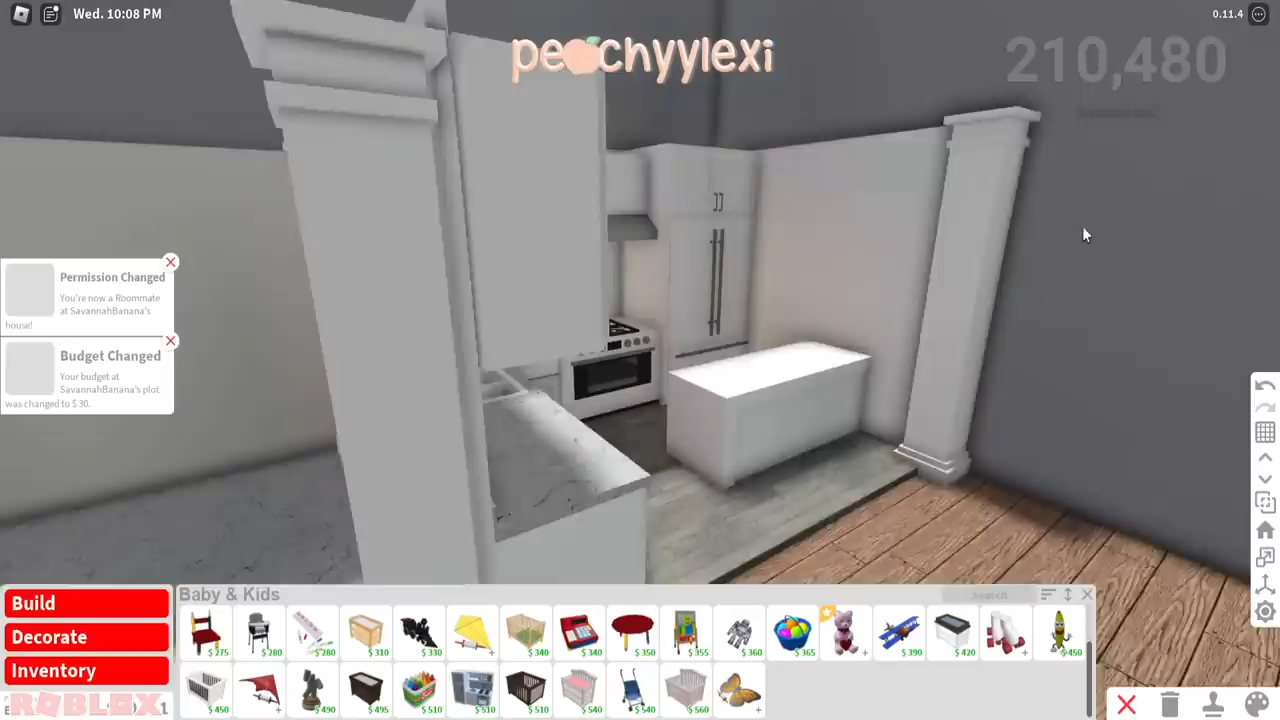 Wed. 10:08 PM
0.11.4
peachyylexi
210,480
Permission Changed
You're now a Roommate
at SavannahBanana's
house!
Budget Changed
Your budget at
SavannahBanana's plot
was changed to $30.
Build
Decorate
Inventory
ROBLOX
Baby & Kids
Search
$275
$280
$280
$310
$330
$340
$340
$350
$355
$360
$365
$390
$420
$450
$450
$490
$495
$510
$510
$510
$540
$540
$560